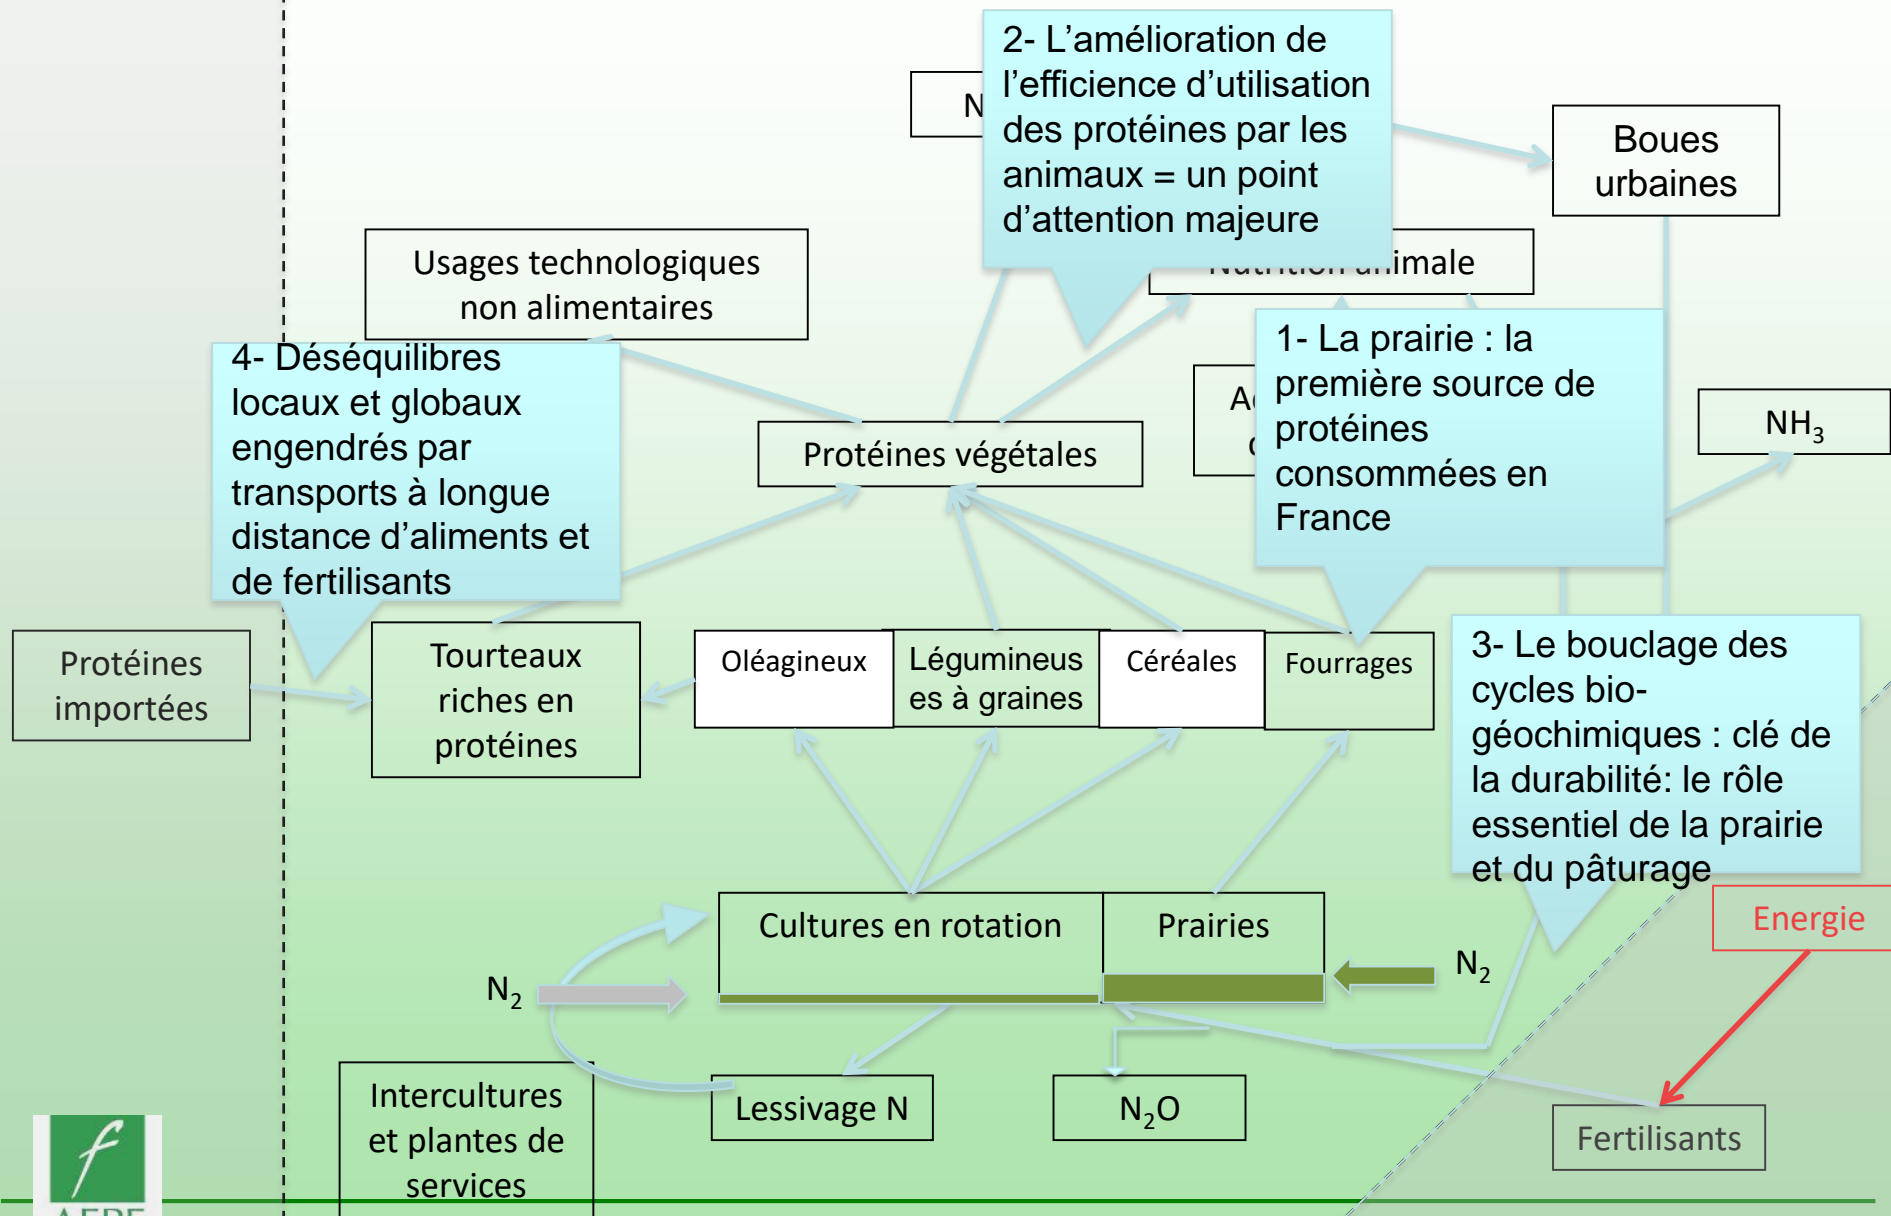 2- L’amélioration de
l’efficience d’utilisation
des protéines par les
animaux = un point
d’attention majeure
N
Boues
urbaines
Usages technologiques
non alimentaires
Nutrition animale
4- Déséquilibres
locaux et globaux
engendrés par
transports à longue
distance d’aliments et
de fertilisants
1- La prairie : la
première source de
protéines
consommées en
France
Protéines végétales
NH₃
Protéines
importées
Tourteaux
riches en
protéines
Oléagineux
Légumineus
es à graines
Céréales
Fourrages
3- Le bouclage des
cycles bio-
géochimiques : clé de
la durabilité: le rôle
essentiel de la prairie
et du pâturage
Cultures en rotation
Prairies
Energie
N₂
N₂
Intercultures
et plantes de
services
Lessivage N
N₂O
Fertilisants
f